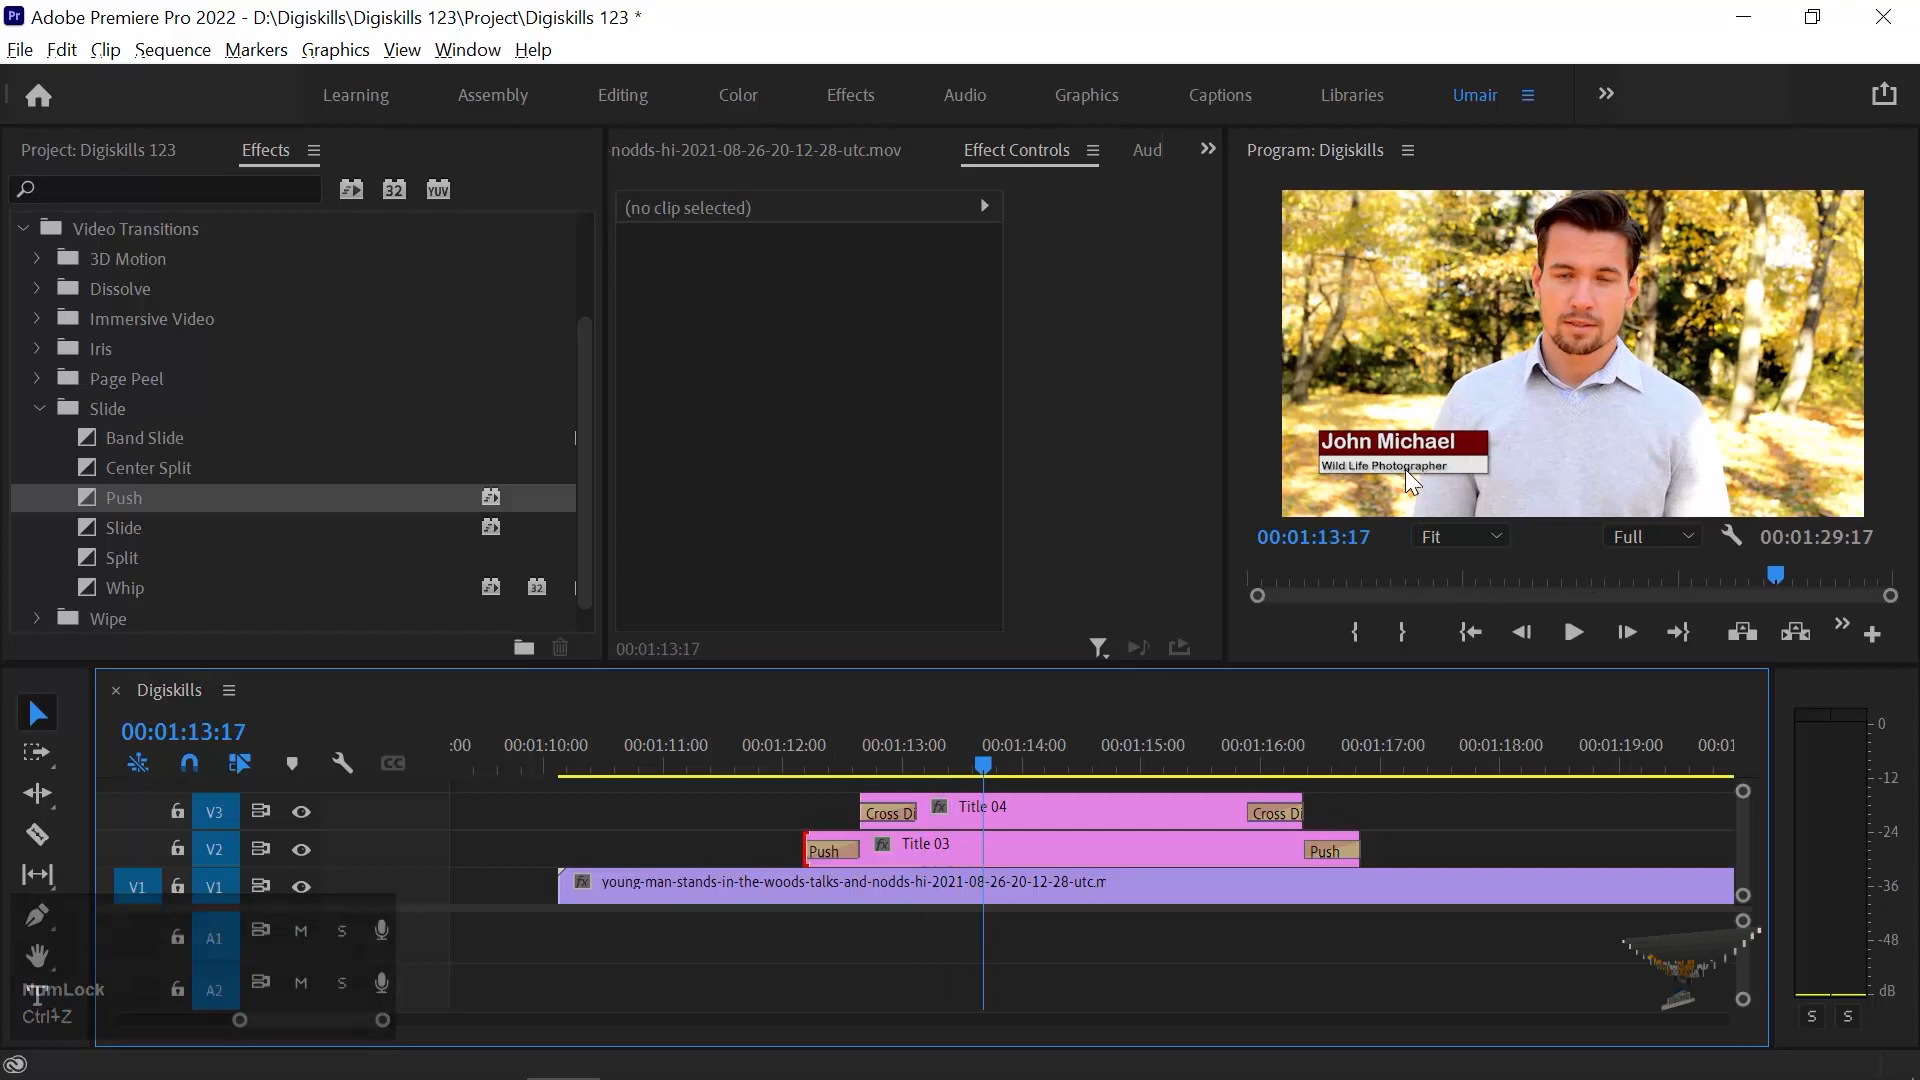 Adobe Premiere Pro 2022 - D:\Digiskills\Digiskills 123\Project\Digiskills 123 *
File Edit Clip Sequence Markers Graphics View Window Help
Learning Assembly Editing Color Effects Audio Graphics Captions Libraries Umair
Project: Digiskills 123 Effects
-nodds-hi-2021-08-26-20-12-28-utc.mov Effect Controls Aud
Program: Digiskills
32 YUV
(no clip selected)
Video Transitions
3D Motion
Dissolve
Immersive Video
Iris
Page Peel
Slide
Band Slide
Center Split
Push
Slide
Split
Whip 32
Wipe
00:01:13:17
John Michael
Wild Life Photographer
00:01:13:17 Fit Full 00:01:29:17
Digiskills
00:01:13:17
:00 00:01:10:00 00:01:11:00 00:01:12:00 00:01:13:00 00:01:14:00 00:01:15:00 00:01:16:00 00:01:17:00 00:01:18:00 00:01:19:00 00:01
CC
V3 Cross Di fx Title 04 Cross Di
V2 Push fx Title 03 Push
V1 V1 fx young-man-stands-in-the-woods-talks-and-nodds-hi-2021-08-26-20-12-28-utc.m
A1 M S
A2 M S
NumLock
Ctrl+Z
0
-12
-24
-36
-48
dB
S S